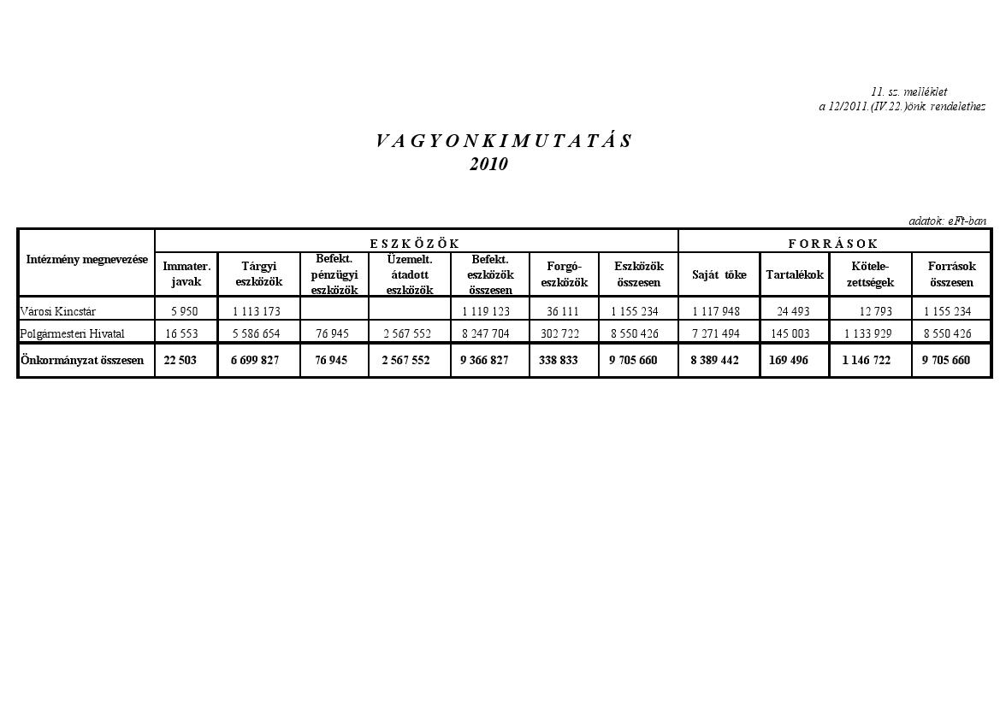 11. sz. melléklet
a 12/2011.(IV.22.)önk. rendelethez
V A G Y O N K I M U T A T Á S
2010
adatok: eFt-ban
Intézmény megnevezése
E S Z K Ö Z Ö K
F O R R Á S O K
Immater. javak
Tárgyi eszközök
Befekt. pénzügyi eszközök
Üzemelt. átadott eszközök
Befekt. eszközök összesen
Forgó-eszközök
Eszközök összesen
Saját tőke
Tartalékok
Kötele-zettségek
Források összesen
Városi Kincstár 5 950 1 113 173 1 119 123 36 111 1 155 234 1 117 948 24 493 12 793 1 155 234
Polgármesteri Hivatal 16 553 5 586 654 76 945 2 567 552 8 247 704 302 722 8 550 426 7 271 494 145 003 1 133 929 8 550 426
Önkormányzat összesen 22 503 6 699 827 76 945 2 567 552 9 366 827 338 833 9 705 660 8 389 442 169 496 1 146 722 9 705 660